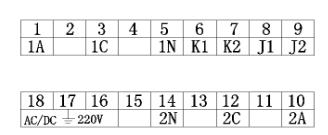 1 2 3 4 5 6 7 8 9
1A 1C 1N K1 K2 J1 J2
18 17 16 15 14 13 12 11 10
AC/DC ⏚ 220V 2N 2C 2A